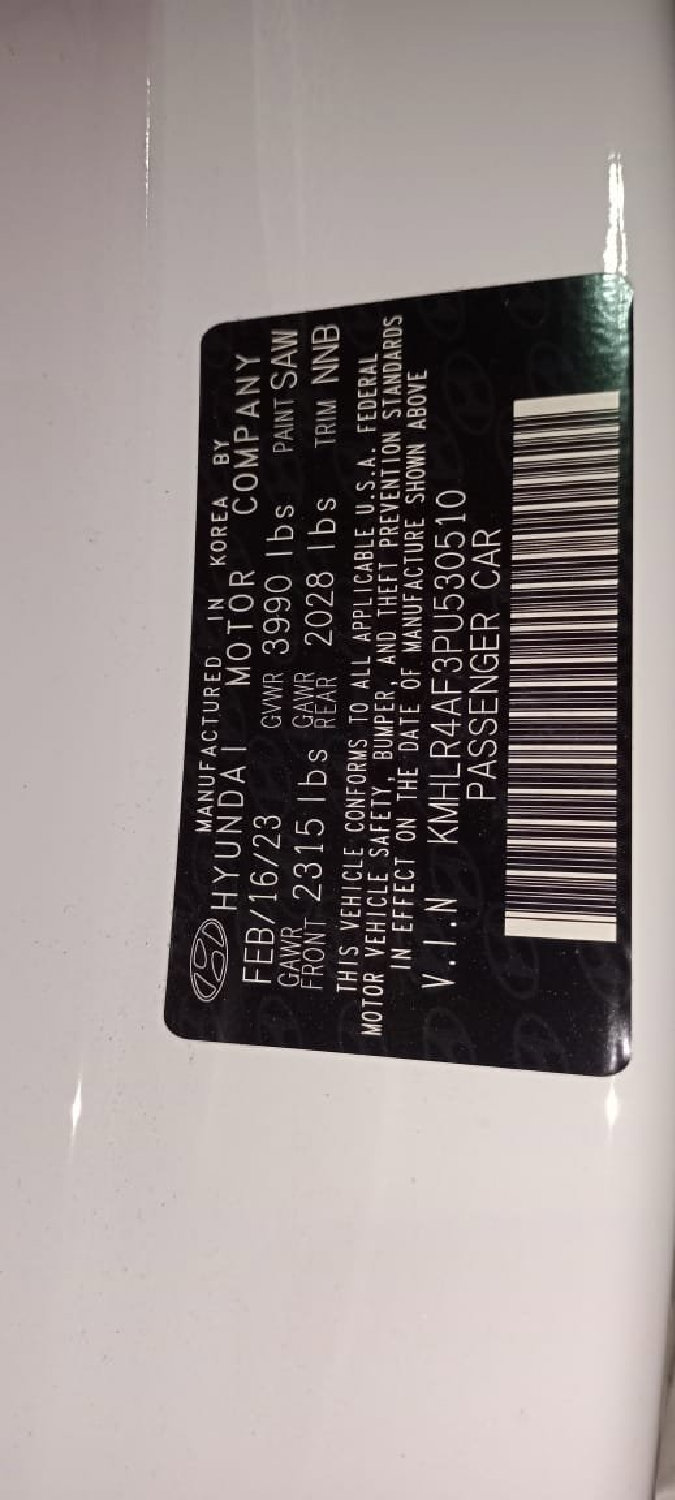 MANUFACTURED IN KOREA BY
HYUNDAI MOTOR COMPANY
FEB/16/23 GVWR 3990 lbs PAINT SAW
GAWR FRONT 2315 lbs GAWR REAR 2028 lbs TRIM NNB
THIS VEHICLE CONFORMS TO ALL APPLICABLE U.S.A. FEDERAL
MOTOR VEHICLE SAFETY, BUMPER, AND THEFT PREVENTION STANDARDS
IN EFFECT ON THE DATE OF MANUFACTURE SHOWN ABOVE
V.I.N KMHLR4AF3PU530510
PASSENGER CAR